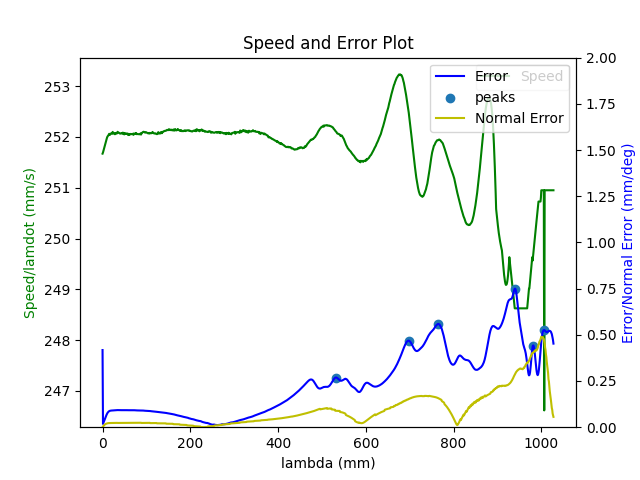 Speed and Error Plot
Speed/lamdot (mm/s)
253
252
251
250
249
248
247
2.00
1.75
1.50
1.25
1.00
0.75
0.50
0.25
0.00
Error/Normal Error (mm/deg)
Error
Speed
peaks
Normal Error
0
200
400
600
800
1000
lambda (mm)